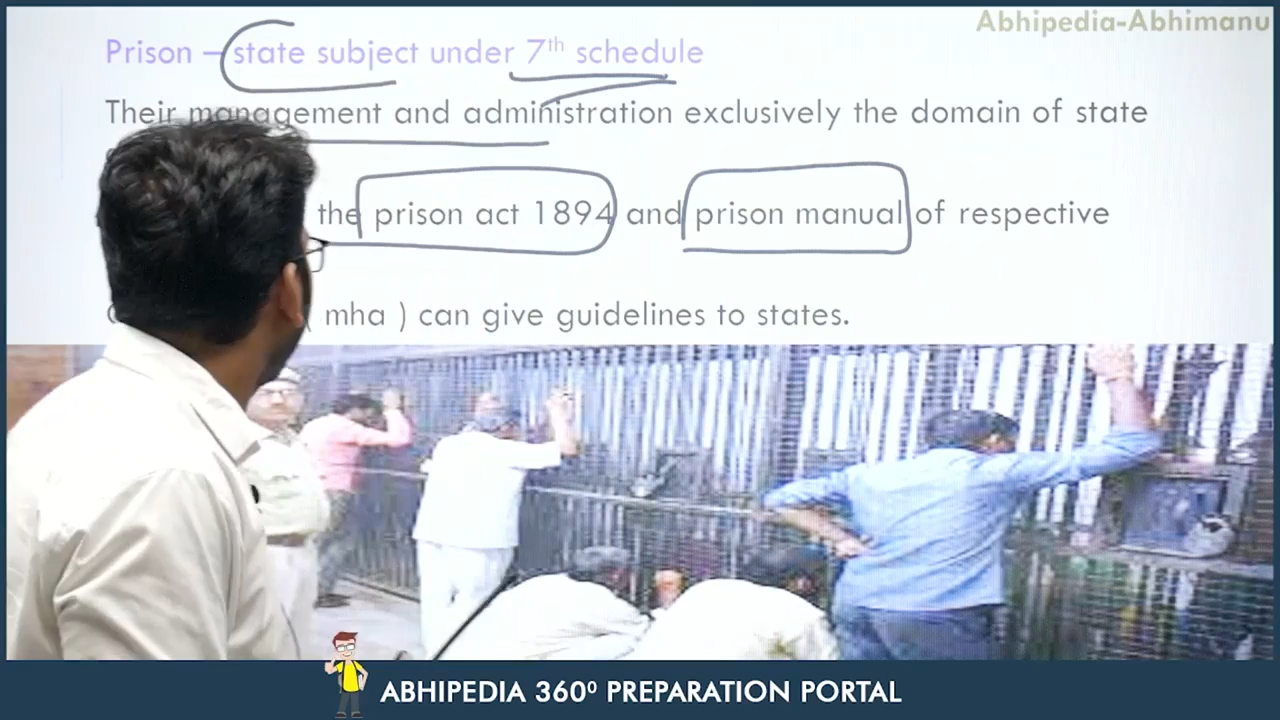 Abhipedia-Abhimanu
Prison – state subject under 7th schedule
Their management and administration exclusively the domain of state
the prison act 1894 and prison manual of respective
( mha ) can give guidelines to states.
ABHIPEDIA 360⁰ PREPARATION PORTAL